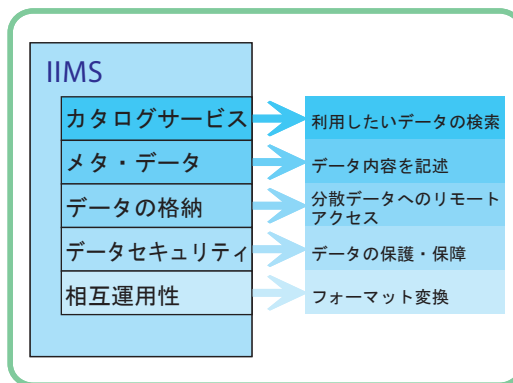 IIMS
カタログサービス
利用したいデータの検索
メタ・データ
データ内容を記述
データの格納
分散データへのリモート
アクセス
データセキュリティ
データの保護・保障
相互運用性
フォーマット変換